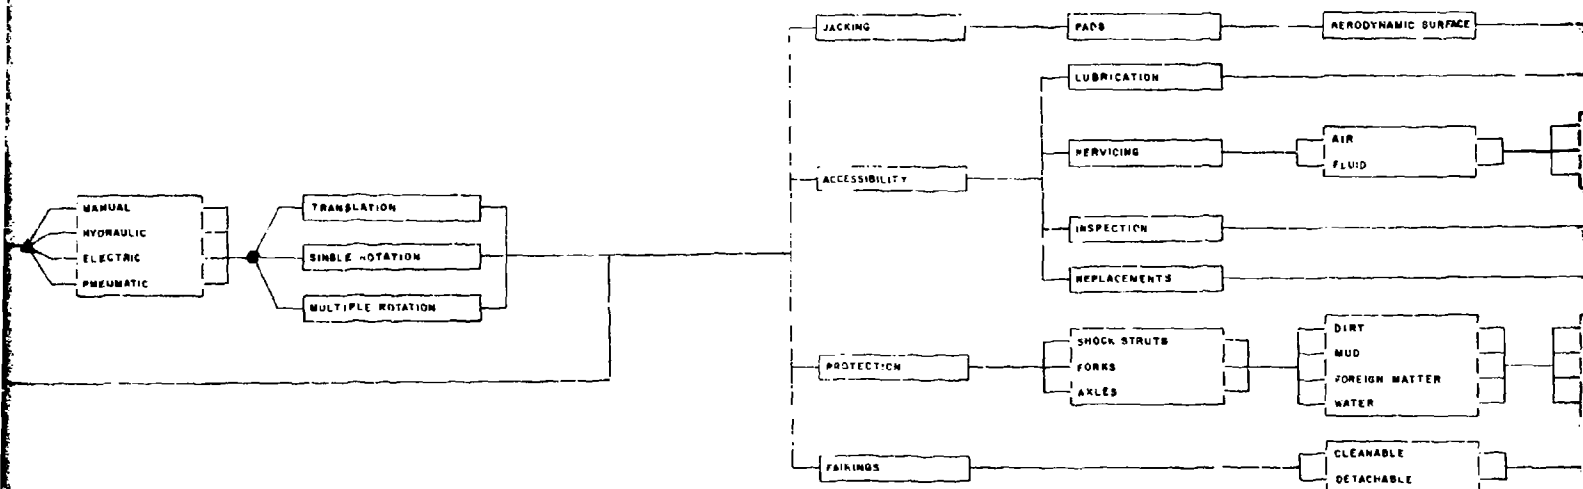 MANUAL
HYDRAULIC
ELECTRIC
PNEUMATIC
TRANSLATION
SINGLE ROTATION
MULTIPLE ROTATION
JACKING
PADS
AERODYNAMIC SURFACE
ACCESSIBILITY
LUBRICATION
SERVICING
AIR
FLUID
INSPECTION
REPLACEMENTS
PROTECTION
SHOCK STRUTS
FORKS
AXLES
DIRT
MUD
FOREIGN MATTER
WATER
FAIRINGS
CLEANABLE
DETACHABLE